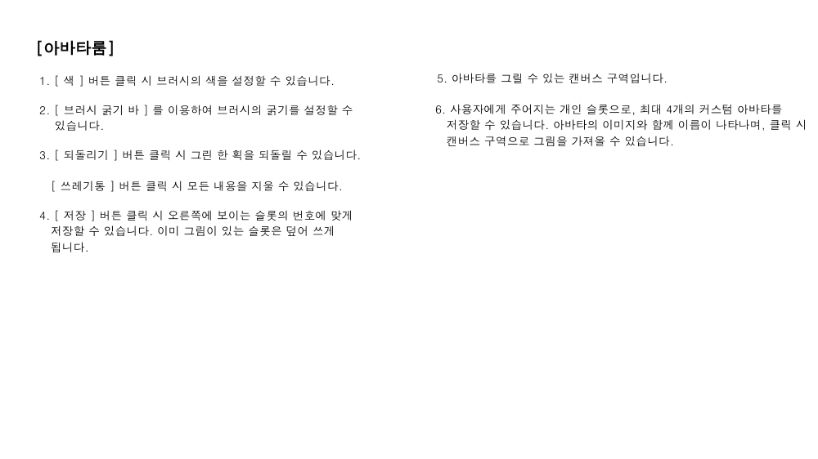 [아바타룸]
1. [ 색 ] 버튼 클릭 시 브러시의 색을 설정할 수 있습니다.
2. [ 브러시 굵기 바 ] 를 이용하여 브러시의 굵기를 설정할 수
있습니다.
3. [ 되돌리기 ] 버튼 클릭 시 그린 한 획을 되돌릴 수 있습니다.
[ 쓰레기통 ] 버튼 클릭 시 모든 내용을 지울 수 있습니다.
4. [ 저장 ] 버튼 클릭 시 오른쪽에 보이는 슬롯의 번호에 맞게
저장할 수 있습니다. 이미 그림이 있는 슬롯은 덮어 쓰게
됩니다.
5. 아바타를 그릴 수 있는 캔버스 구역입니다.
6. 사용자에게 주어지는 개인 슬롯으로, 최대 4개의 커스텀 아바타를
저장할 수 있습니다. 아바타의 이미지와 함께 이름이 나타나며, 클릭 시
캔버스 구역으로 그림을 가져올 수 있습니다.